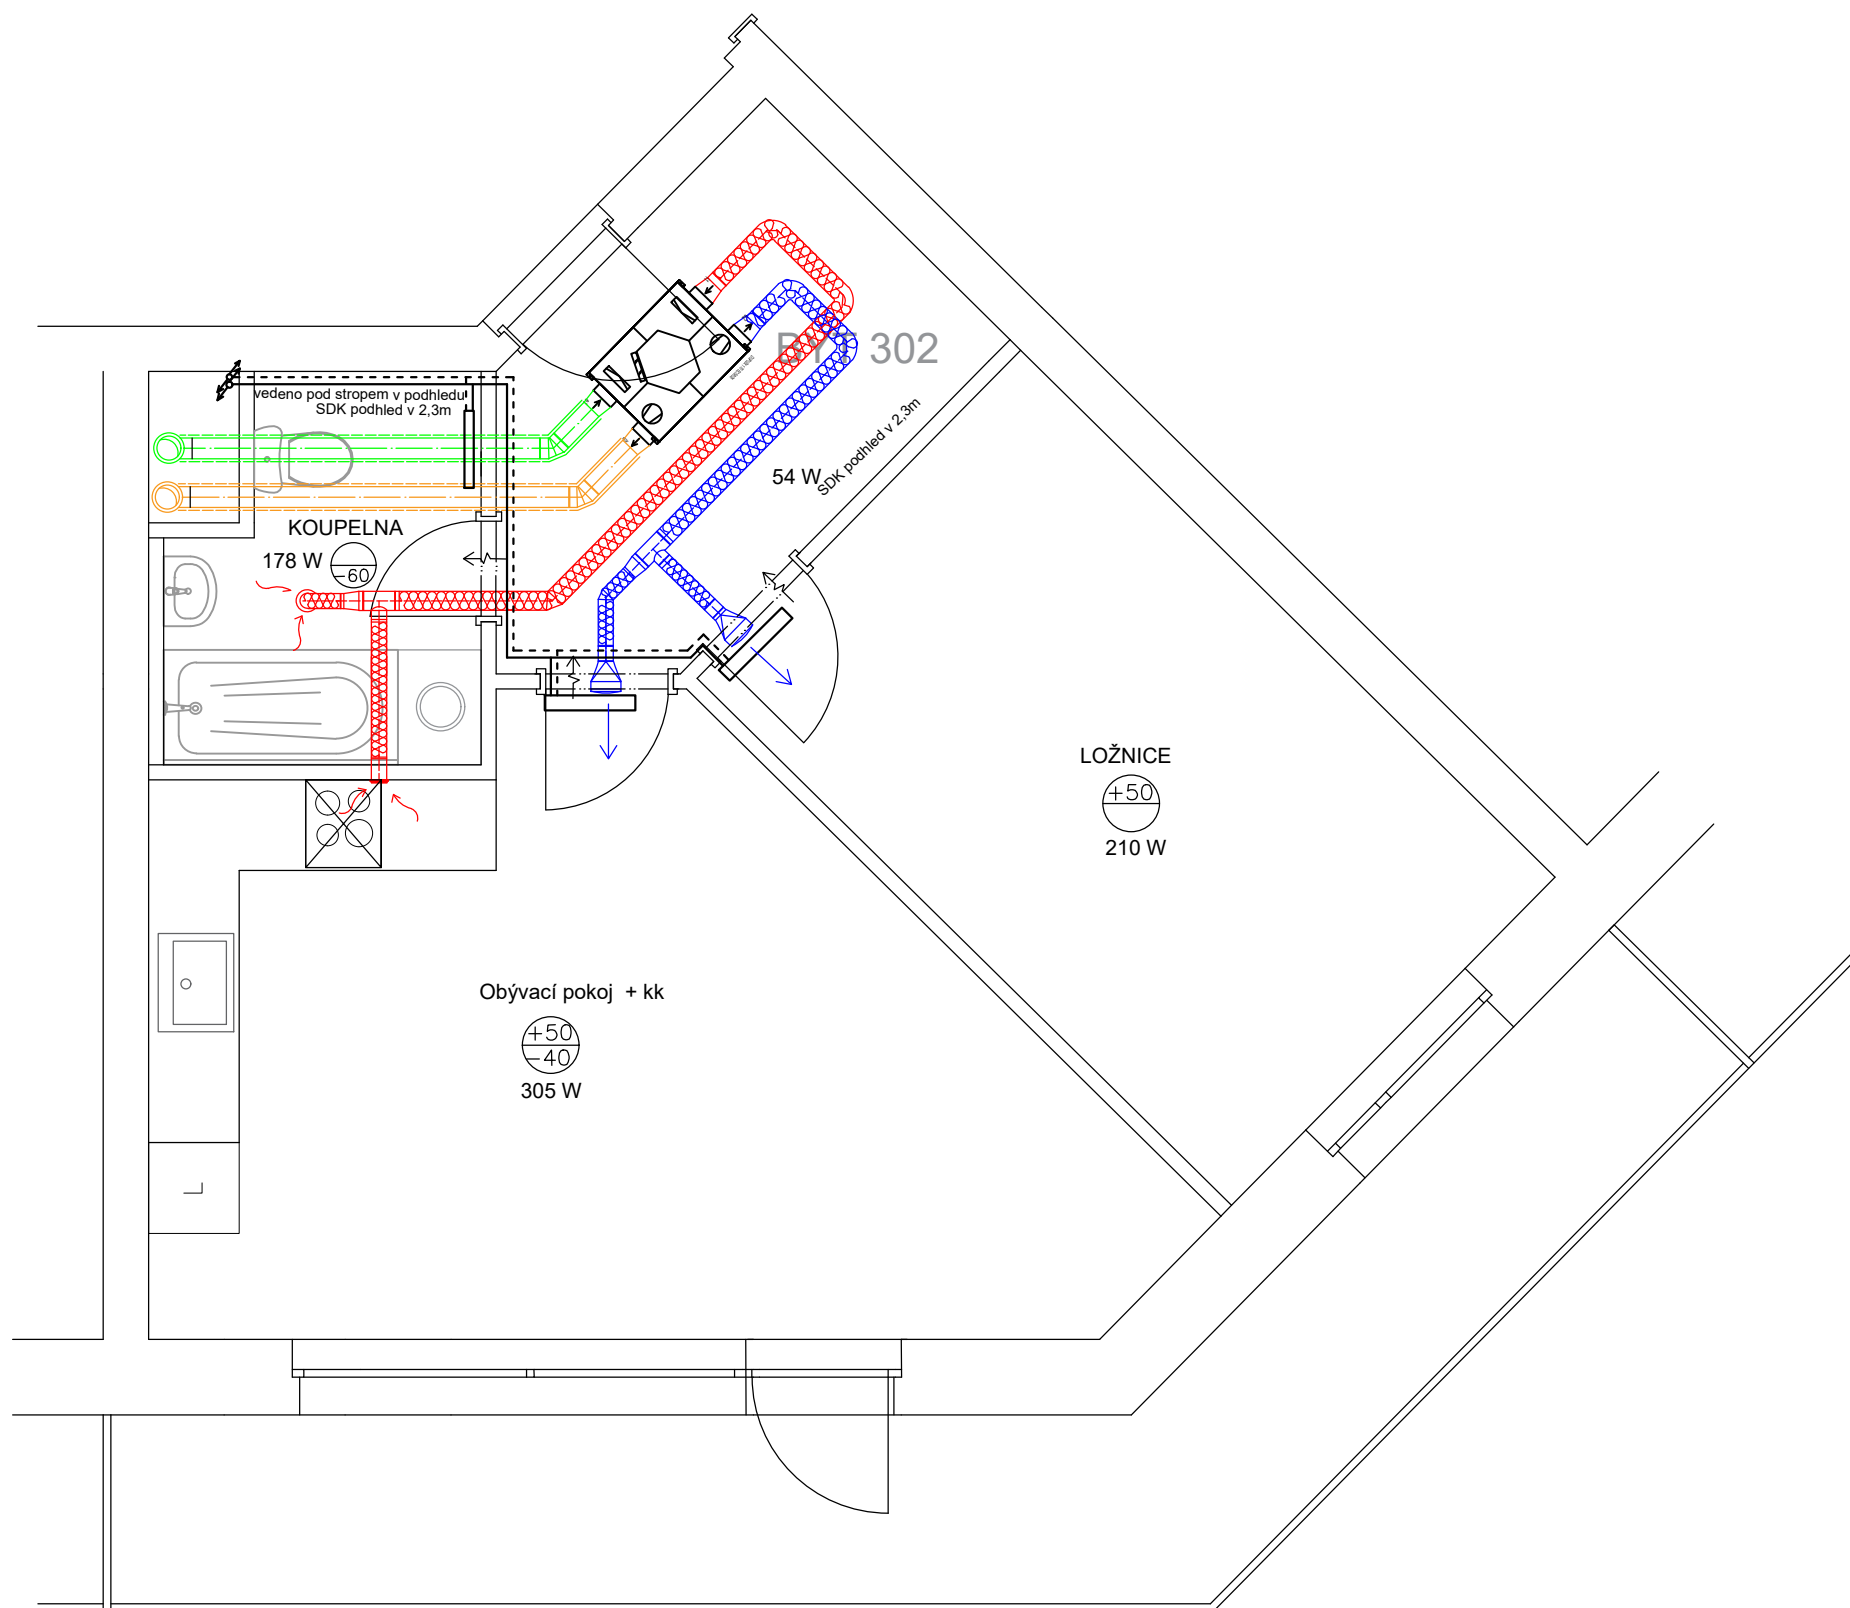 BYT 302
vedeno pod stropem v podhledu
SDK podhled v 2,3m
54 W
SDK podhled v 2,3m
KOUPELNA
178 W
-60
LOŽNICE
+50
210 W
Obývací pokoj + kk
+50
-40
305 W
L